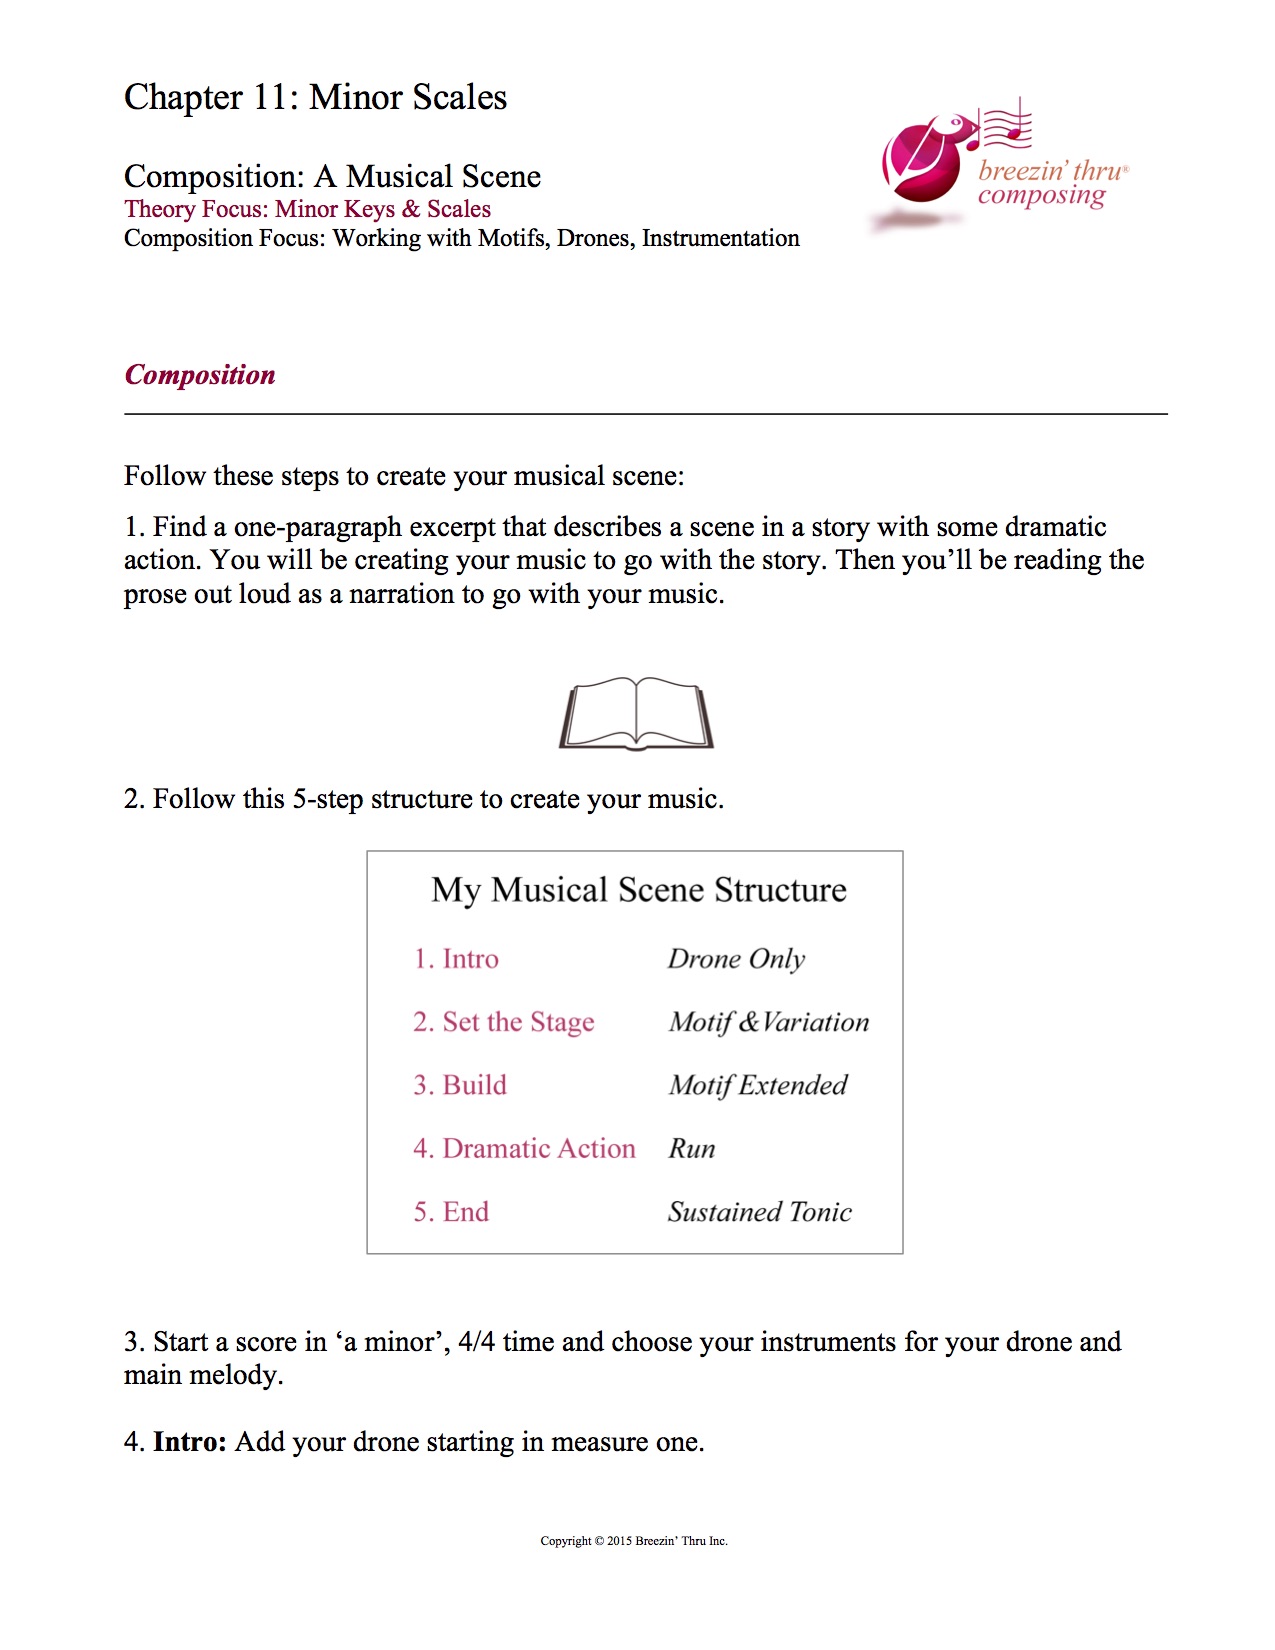 Chapter 11: Minor Scales
breezin’ thru®
composing
Composition: A Musical Scene
Theory Focus: Minor Keys & Scales
Composition Focus: Working with Motifs, Drones, Instrumentation
Composition
Follow these steps to create your musical scene:
1. Find a one-paragraph excerpt that describes a scene in a story with some dramatic
action. You will be creating your music to go with the story. Then you’ll be reading the
prose out loud as a narration to go with your music.
2. Follow this 5-step structure to create your music.
My Musical Scene Structure
1. Intro Drone Only
2. Set the Stage Motif &Variation
3. Build Motif Extended
4. Dramatic Action Run
5. End Sustained Tonic
3. Start a score in ‘a minor’, 4/4 time and choose your instruments for your drone and
main melody.
4. Intro: Add your drone starting in measure one.
Copyright © 2015 Breezin’ Thru Inc.